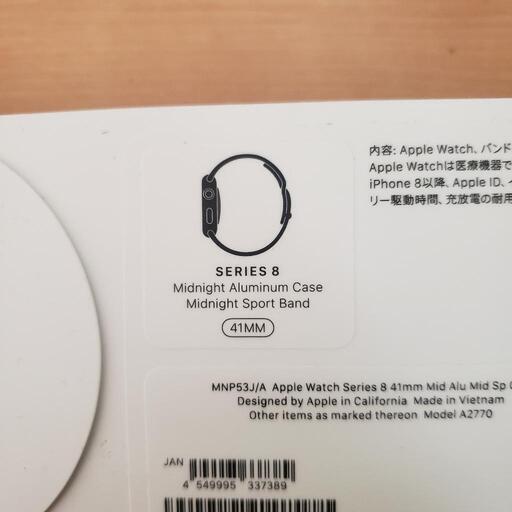 内容: Apple Watch、バンド
Apple Watchは医療機器で
iPhone 8以降、Apple ID、
リー駆動時間、充放電の耐用
SERIES 8
Midnight Aluminum Case
Midnight Sport Band
41MM
MNP53J/A Apple Watch Series 8 41mm Mid Alu Mid Sp
Designed by Apple in California Made in Vietnam
Other items as marked thereon Model A2770
JAN
4 549995 337389